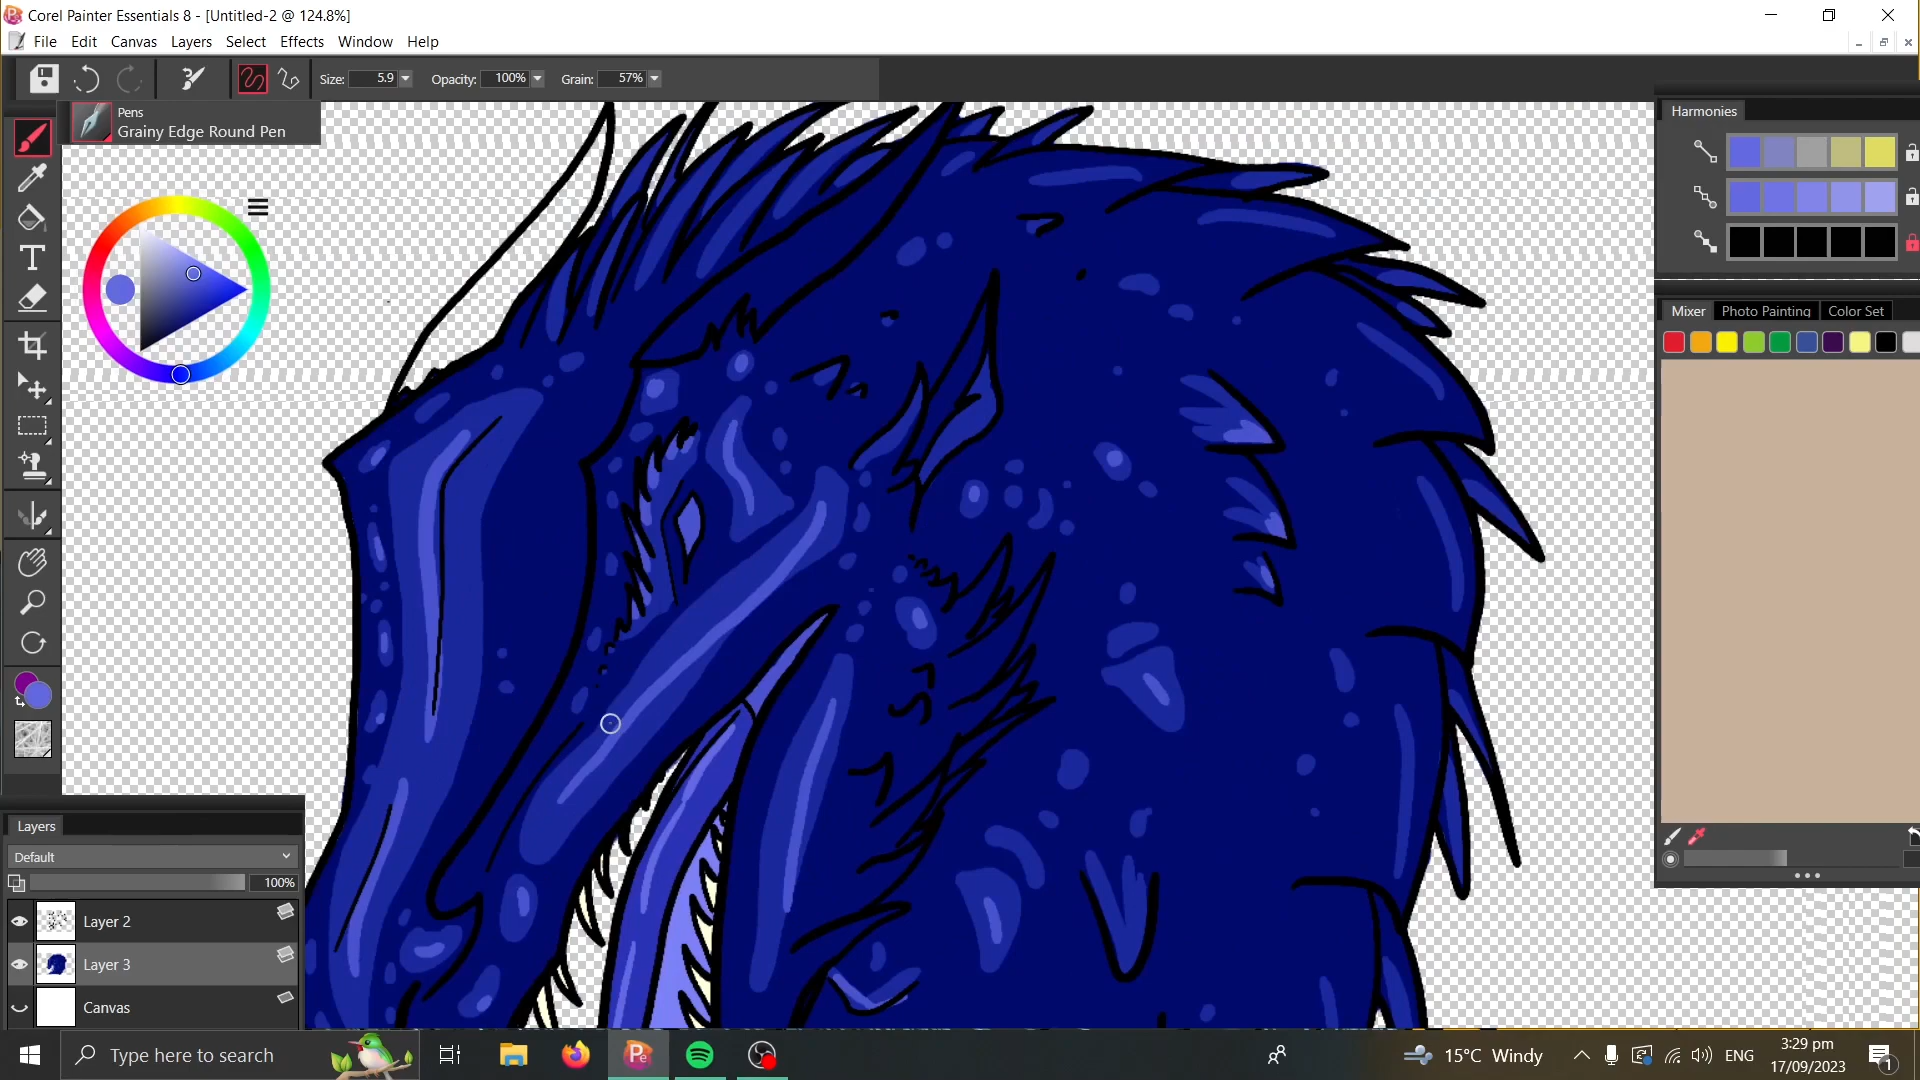 Corel Painter Essentials 8 - [Untitled-2 @ 124.8%]
File Edit Canvas Layers Select Effects Window Help
Size: 5.9 Opacity: 100% Grain: 57%
Pens
Grainy Edge Round Pen
Harmonies
Mixer Photo Painting Color Set
Layers
Default
100%
Layer 2
Layer 3
Canvas
Type here to search
Pe
15°C Windy
ENG
3:29 pm
17/09/2023
1